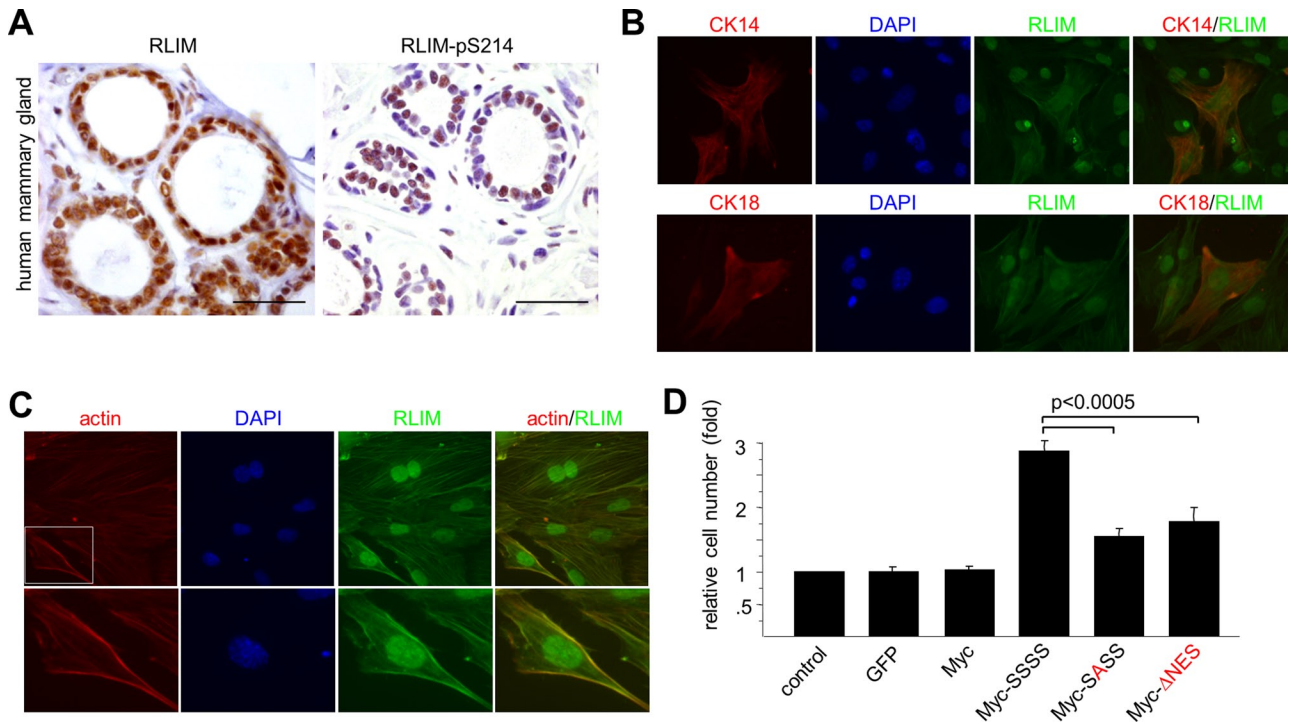 A
RLIM
RLIM-pS214
human mammary gland
B
CK14
DAPI
RLIM
CK14/RLIM
CK18
DAPI
RLIM
CK18/RLIM
C
actin
DAPI
RLIM
actin/RLIM
D
p<0.0005
relative cell number (fold)
3
2
1
.5
control
GFP
Myc
Myc-SSSS
Myc-SASS
Myc-ΔNES